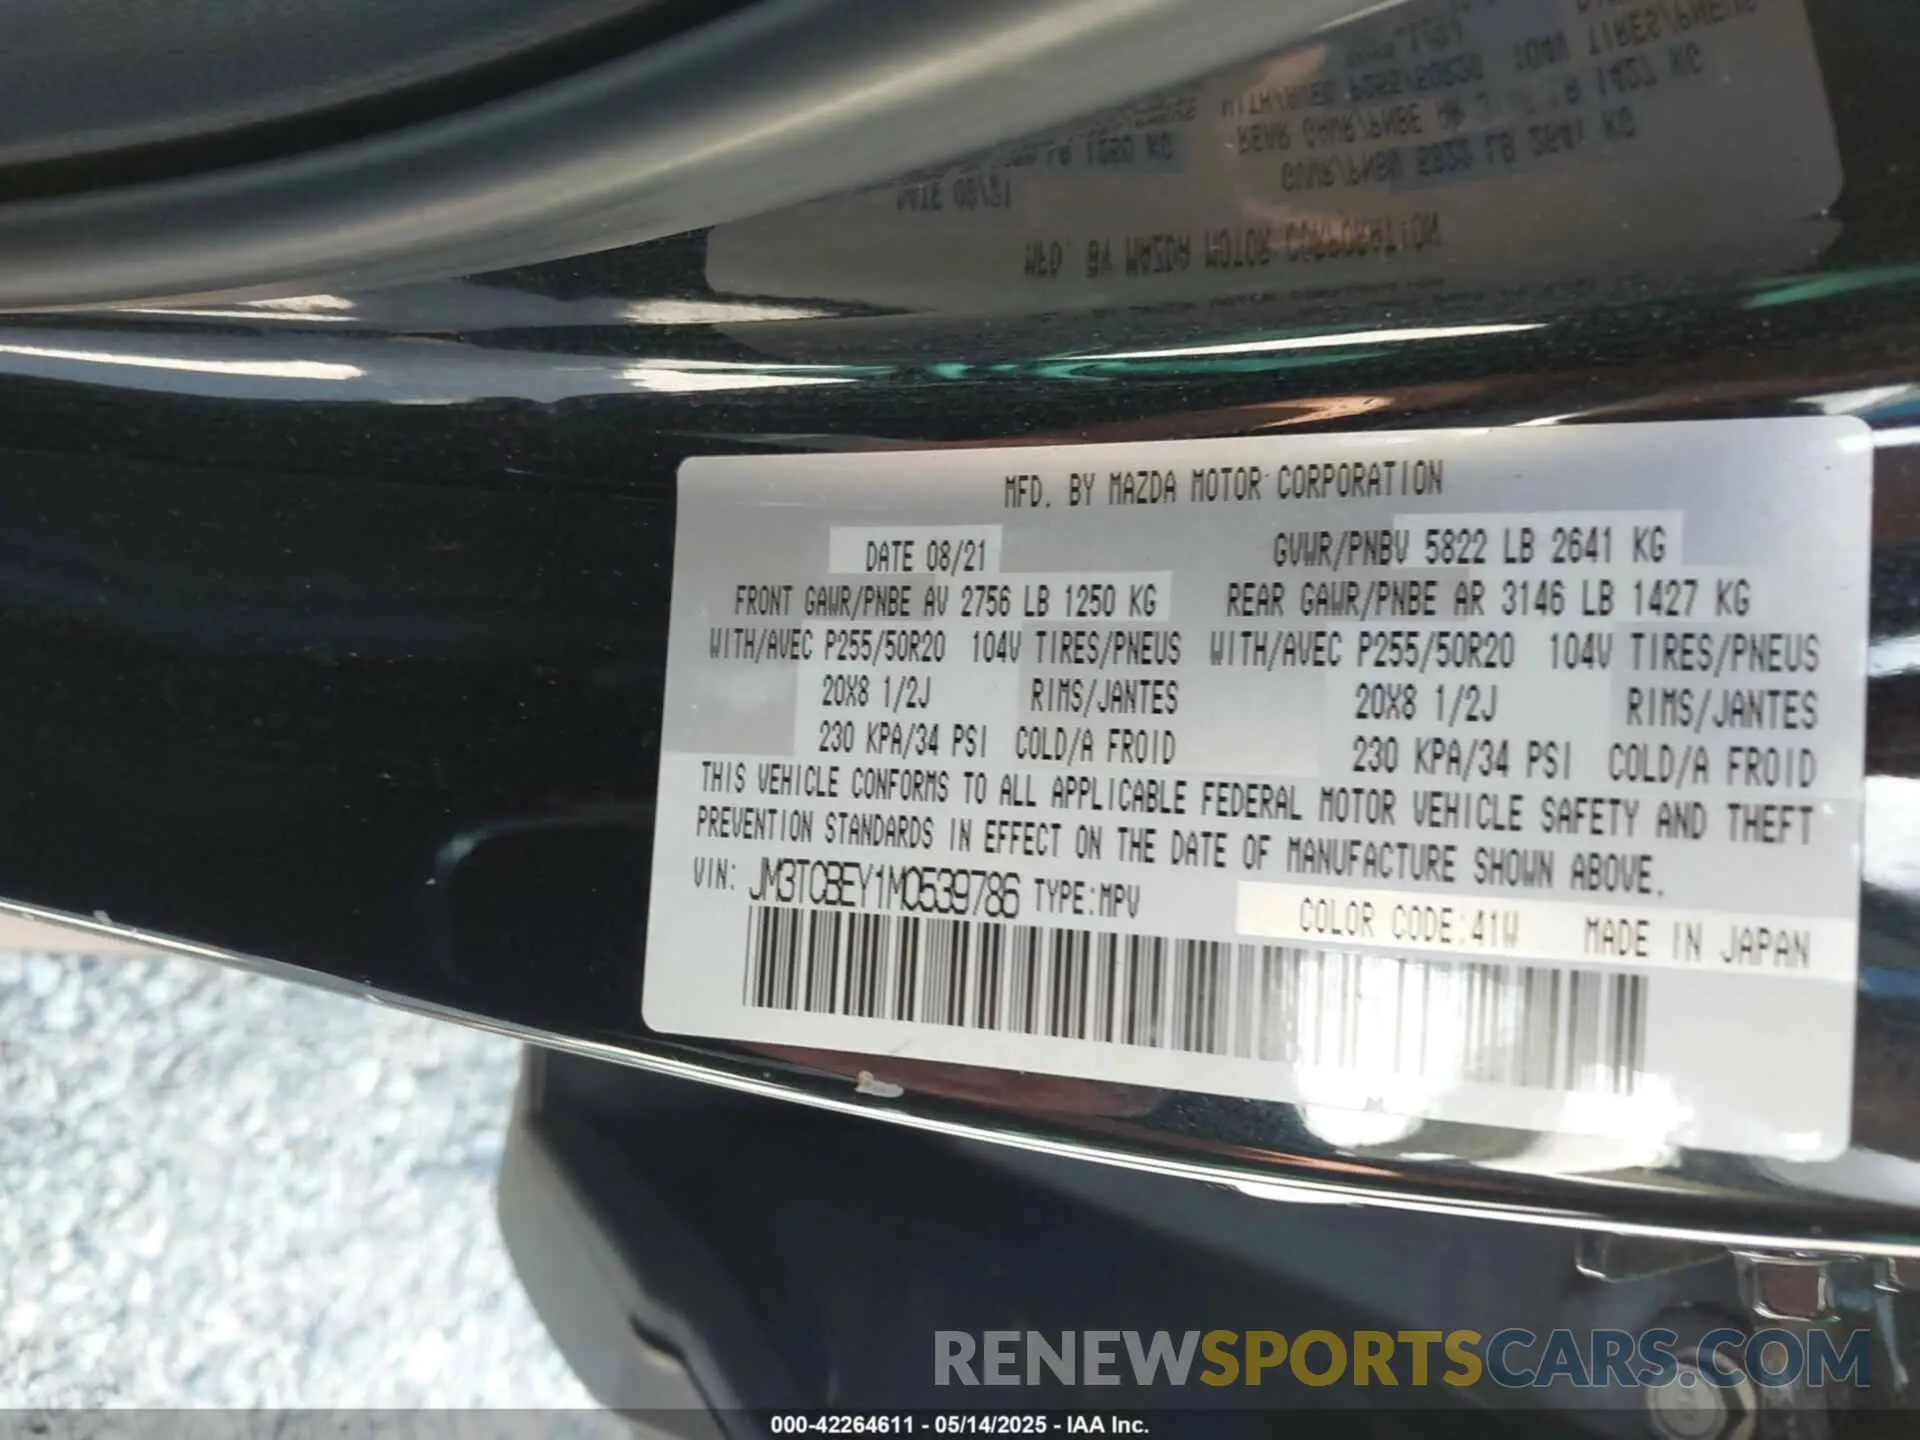 MFD. BY MAZDA MOTOR CORPORATION
DATE 08/21 GVWR/PNBV 5822 LB 2641 KG
FRONT GAWR/PNBE AV 2756 LB 1250 KG REAR GAWR/PNBE AR 3146 LB 1427 KG
WITH/AVEC P255/50R20 104V TIRES/PNEUS WITH/AVEC P255/50R20 104V TIRES/PNEUS
20X8 1/2J RIMS/JANTES 20X8 1/2J RIMS/JANTES
230 KPA/34 PSI COLD/A FROID 230 KPA/34 PSI COLD/A FROID
THIS VEHICLE CONFORMS TO ALL APPLICABLE FEDERAL MOTOR VEHICLE SAFETY AND THEFT
PREVENTION STANDARDS IN EFFECT ON THE DATE OF MANUFACTURE SHOWN ABOVE.
VIN: JM3TCBEY1M0539786 TYPE:MPV COLOR CODE:41W MADE IN JAPAN
RENEWSPORTSCARS.COM
000-42264611 - 05/14/2025 - IAA Inc.